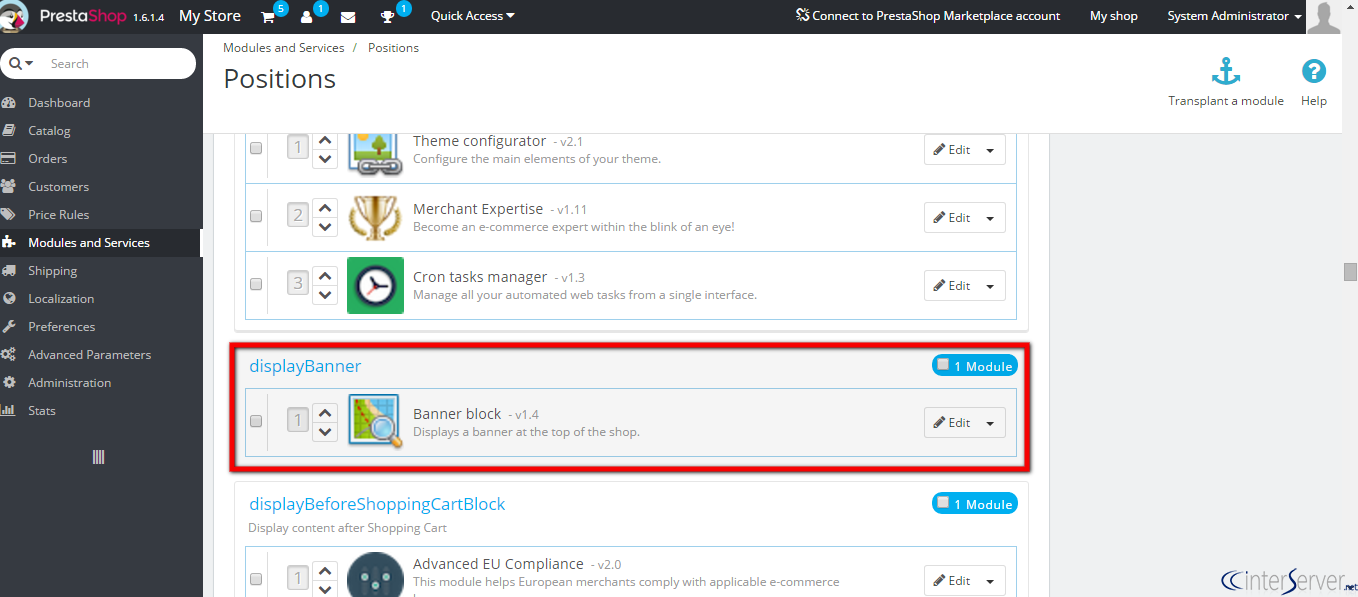 PrestaShop 1.6.1.4 My Store 5 1 1 Quick Access Connect to PrestaShop Marketplace account My shop System Administrator
Search
Dashboard
Catalog
Orders
Customers
Price Rules
Modules and Services
Shipping
Localization
Preferences
Advanced Parameters
Administration
Stats
Modules and Services / Positions
Positions
Transplant a module Help
1 Theme configurator - v2.1 Edit
Configure the main elements of your theme.
2 Merchant Expertise - v1.11 Edit
Become an e-commerce expert within the blink of an eye!
3 Cron tasks manager - v1.3 Edit
Manage all your automated web tasks from a single interface.
displayBanner 1 Module
1 Banner block - v1.4 Edit
Displays a banner at the top of the shop.
displayBeforeShoppingCartBlock 1 Module
Display content after Shopping Cart
1 Advanced EU Compliance - v2.0 Edit
This module helps European merchants comply with applicable e-commerce
interServer.net